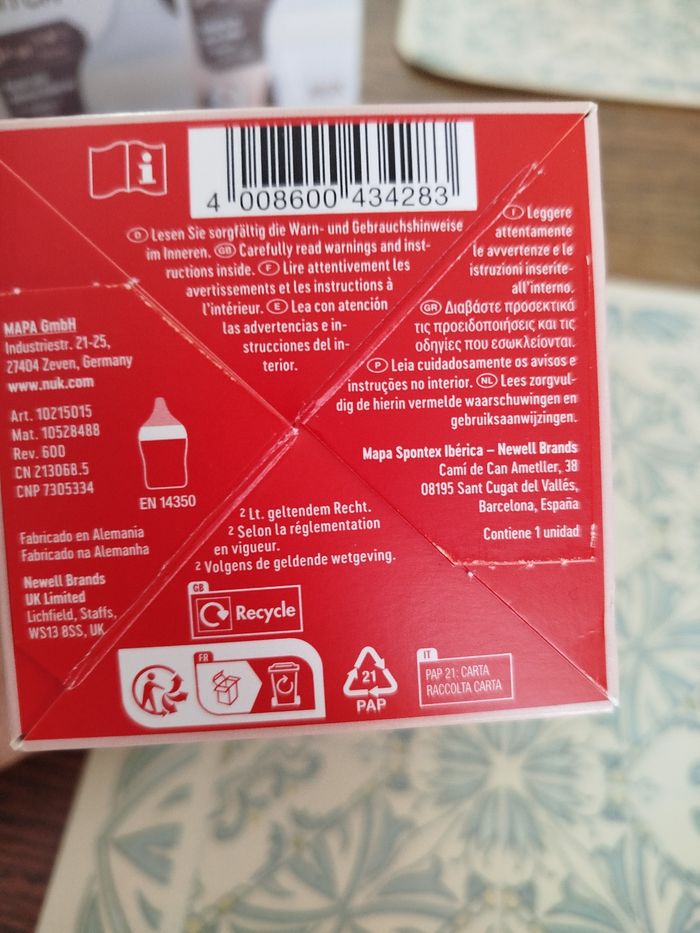 4 008600 434283
D Lesen Sie sorgfältig die Warn- und Gebrauchshinweise
im Inneren. GB Carefully read warnings and inst-
ructions inside. F Lire attentivement les
avertissements et les instructions à
l'intérieur. E Lea con atención
las advertencias e in-
strucciones del in-
terior.
I Leggere
attentamente
le avvertenze e le
istruzioni inserite
all'interno.
GR Διαβάστε προσεκτικά
τις προειδοποιήσεις και τις
οδηγίες που εσωκλείονται.
P Leia cuidadosamente os avisos e
instruções no interior. NL Lees zorgvul-
dig de hierin vermelde waarschuwingen en
gebruiksaanwijzingen.
Mapa Spontex Ibérica – Newell Brands
Camí de Can Ametller, 38
08195 Sant Cugat del Vallés,
Barcelona, España
Contiene 1 unidad
MAPA GmbH
Industriestr. 21-25,
27404 Zeven, Germany
www.nuk.com
Art. 10215015
Mat. 10528488
Rev. 600
CN 213068.5
CNP 7305334
EN 14350
Fabricado en Alemania
Fabricado na Alemanha
Newell Brands
UK Limited
Lichfield, Staffs,
WS13 8SS, UK
² Lt. geltendem Recht.
² Selon la réglementation
en vigueur.
² Volgens de geldende wetgeving.
GB
Recycle
FR
21
PAP
IT
PAP 21: CARTA
RACCOLTA CARTA